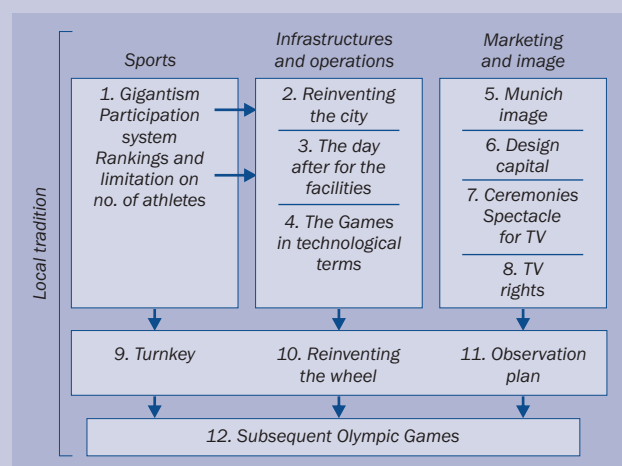 Local tradition
Sports
1. Gigantism
Participation
system
Rankings and
limitation on
no. of athletes
Infrastructures
and operations
2. Reinventing
the city
3. The day
after for the
facilities
4. The Games
in technological
terms
Marketing
and image
5. Munich
image
6. Design
capital
7. Ceremonies
Spectacle
for TV
8. TV
rights
9. Turnkey
10. Reinventing
the wheel
11. Observation
plan
12. Subsequent Olympic Games